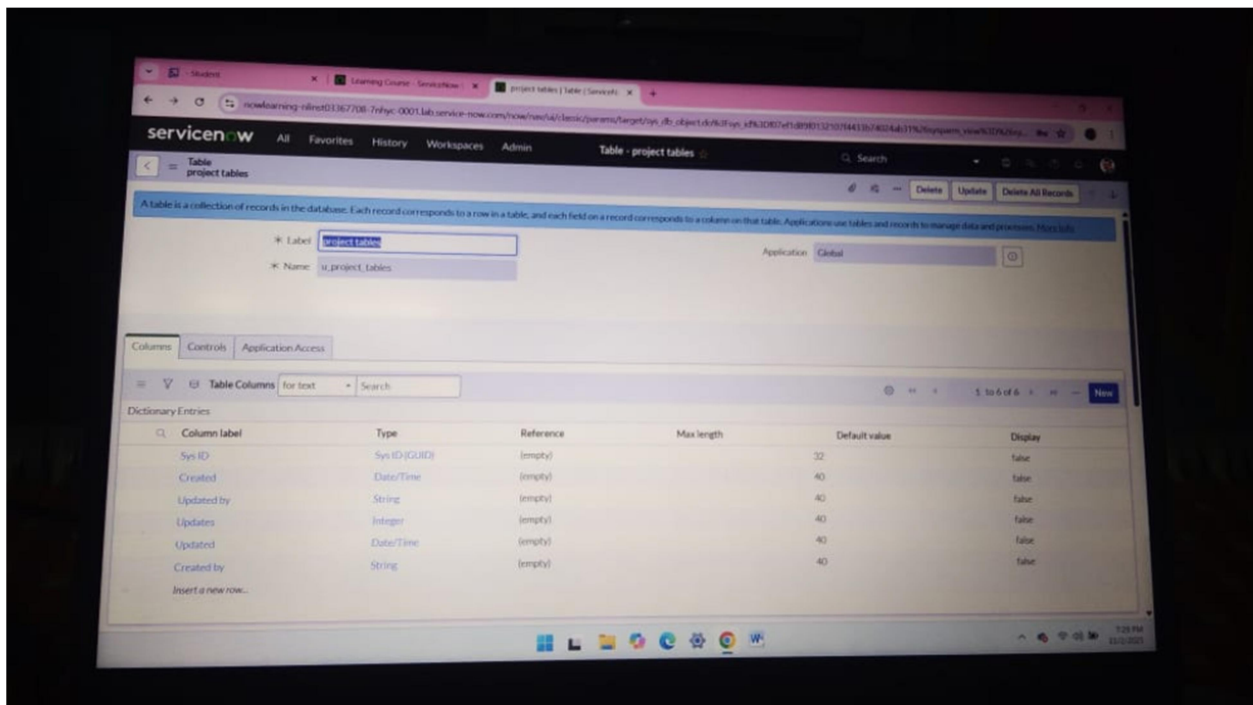 - Student
Learning Course - ServiceNow |
project tables | Table | ServiceN
servicenow All Favorites History Workspaces Admin Table - project tables Search
Table
project tables
Delete Update Delete All Records
A table is a collection of records in the database. Each record corresponds to a row in a table, and each field on a record corresponds to a column on that table. Applications use tables and records to manage data and processes. More Info
* Label project tables
Application Global
* Name u_project_tables
Columns Controls Application Access
Table Columns for text Search 1 to 6 of 6 New
Dictionary Entries
Column label Type Reference Max length Default value Display
Sys ID Sys ID (GUID) (empty) 32 false
Created Date/Time (empty) 40 false
Updated by String (empty) 40 false
Updates Integer (empty) 40 false
Updated Date/Time (empty) 40 false
Created by String (empty) 40 false
Insert a new row...
W
7:28 PM